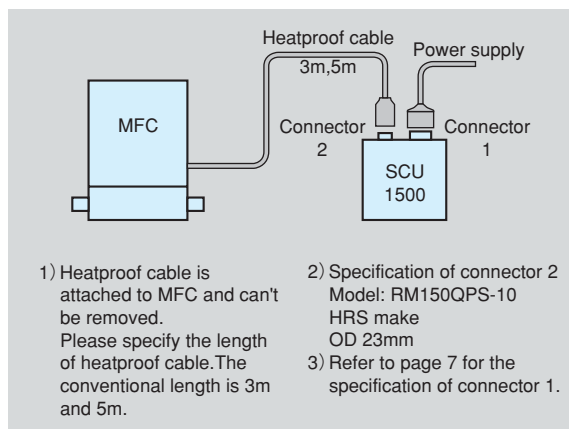 Heatproof cable
3m,5m
Power supply
MFC
Connector
2
Connector
1
SCU
1500
1) Heatproof cable is
attached to MFC and can't
be removed.
Please specify the length
of heatproof cable.The
conventional length is 3m
and 5m.
2) Specification of connector 2
Model: RM150QPS-10
HRS make
OD 23mm
3) Refer to page 7 for the
specification of connector 1.